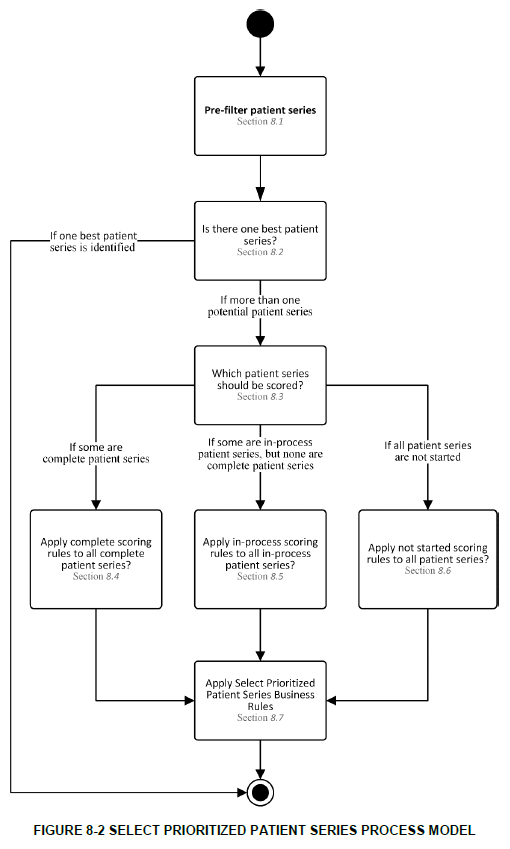 Pre-filter patient series
Section 8.1
Is there one best patient
series?
Section 8.2
If one best patient
series is identified
If more than one
potential patient series
Which patient series
should be scored?
Section 8.3
If some are
complete patient series
If some are in-process
patient series, but none are
complete patient series
If all patient series
are not started
Apply complete scoring
rules to all complete
patient series?
Section 8.4
Apply in-process scoring
rules to all in-process
patient series?
Section 8.5
Apply not started scoring
rules to all patient series?
Section 8.6
Apply Select Prioritized
Patient Series Business
Rules
Section 8.7
FIGURE 8-2 SELECT PRIORITIZED PATIENT SERIES PROCESS MODEL